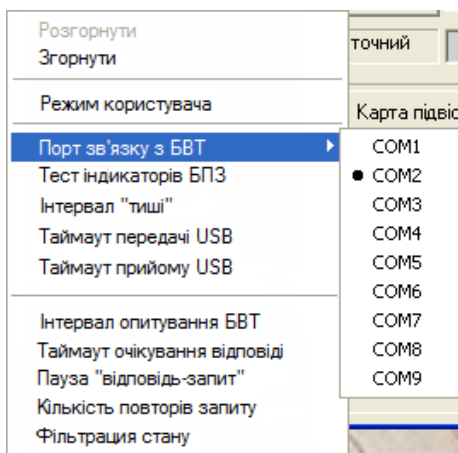 Розгорнути
Згорнути
точний
Режим користувача
Карта підвіс
Порт зв'язку з БВТ
COM1
Тест індикаторів БПЗ
COM2
Інтервал "тиші"
COM3
Таймаут передачі USB
COM4
Таймаут прийому USB
COM5
COM6
Інтервал опитування БВТ
COM7
Таймаут очікування відповіді
COM8
Пауза "відповідь-запит"
COM9
Кількість повторів запиту
Фільтрация стану